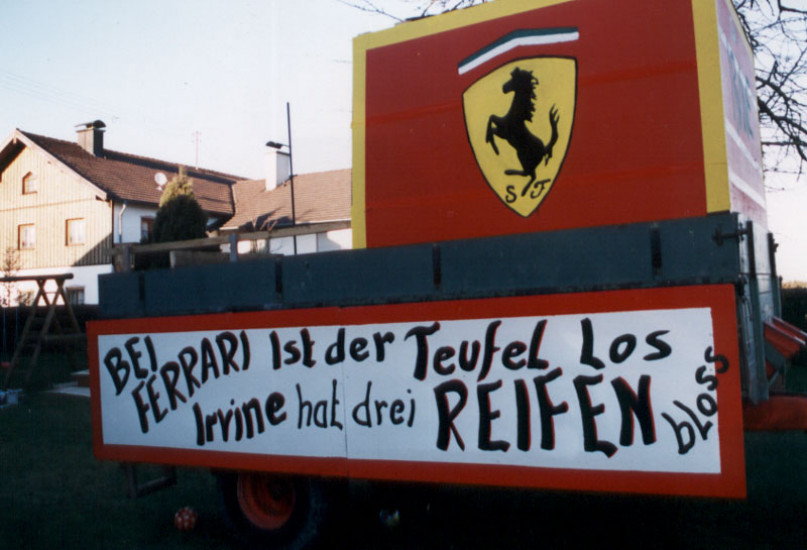 S F
BEI FERRARI Ist der Teufel Los
Irvine hat drei REIFEN bloss